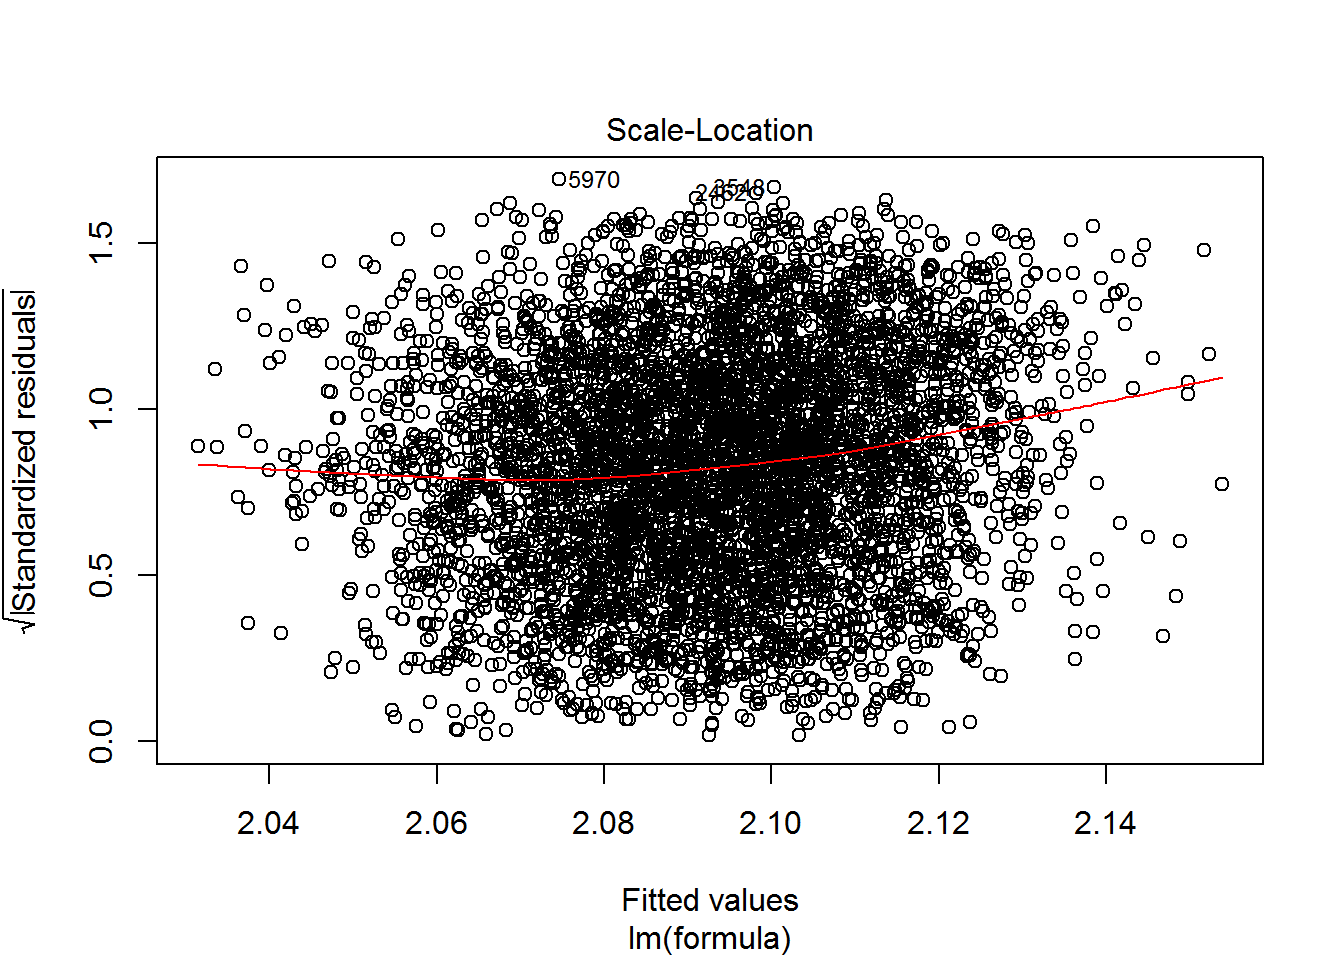 Scale-Location
5970
3548
√|Standardized residuals|
1.5
1.0
0.5
0.0
2.04 2.06 2.08 2.10 2.12 2.14
Fitted values
lm(formula)